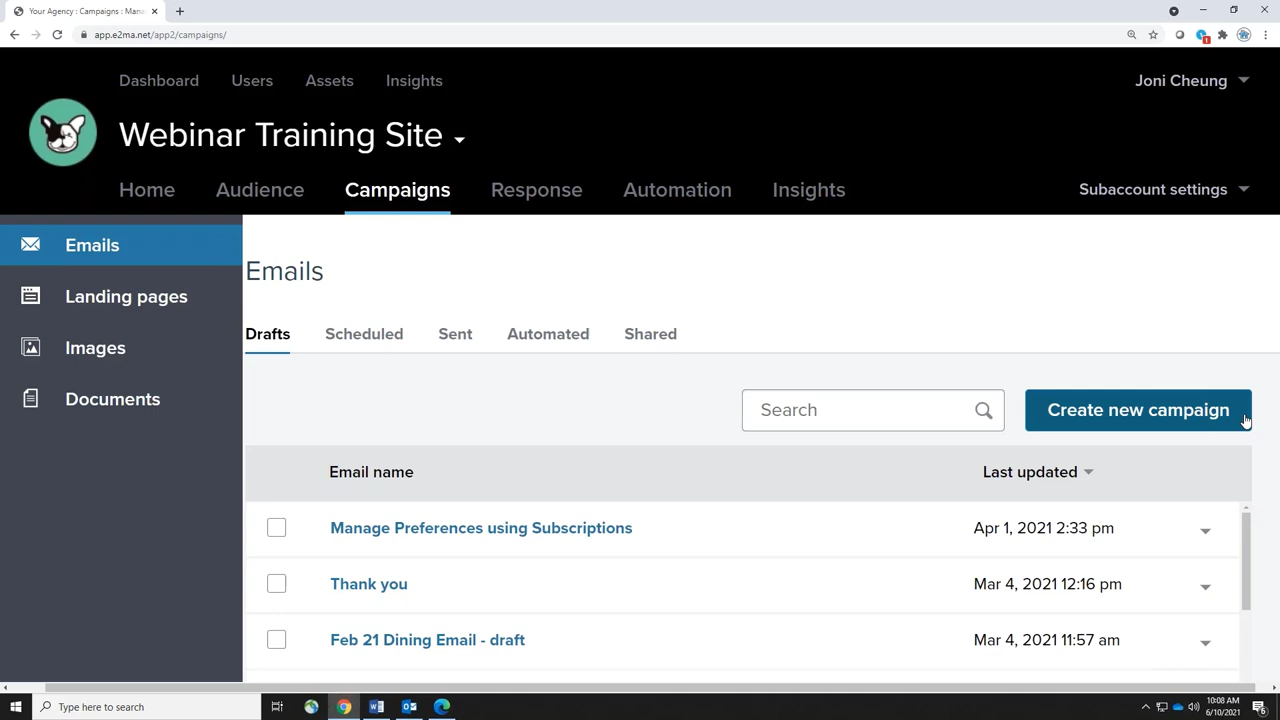 Your Agency : Campaigns : Mana
app.e2ma.net/app2/campaigns/
Dashboard Users Assets Insights Joni Cheung
Webinar Training Site
Home Audience Campaigns Response Automation Insights Subaccount settings
Emails
Landing pages
Images
Documents
Emails
Drafts Scheduled Sent Automated Shared
Search Create new campaign
Email name Last updated
Manage Preferences using Subscriptions Apr 1, 2021 2:33 pm
Thank you Mar 4, 2021 12:16 pm
Feb 21 Dining Email - draft Mar 4, 2021 11:57 am
Type here to search
10:08 AM
6/10/2021